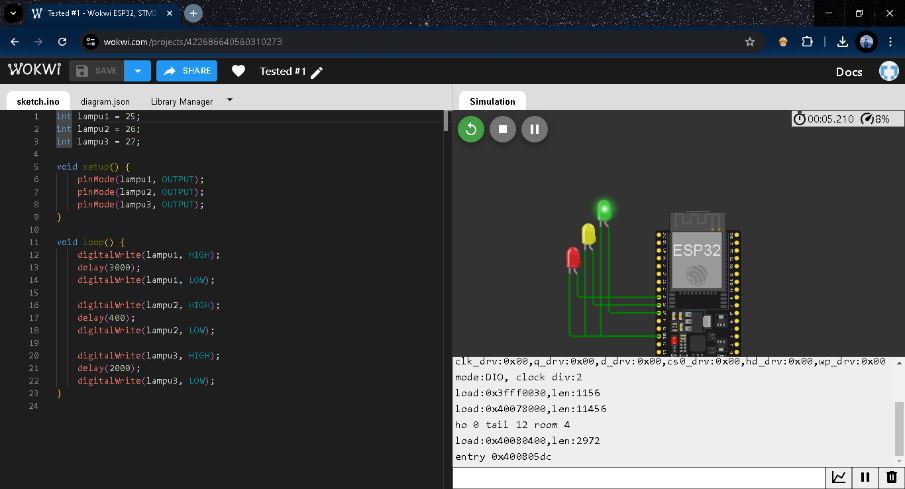 Tested #1 - Wokwi ESP32, STM3
wokwi.com/projects/422686640560310273
WOKWI SAVE SHARE Tested #1 Docs
sketch.ino diagram.json Library Manager
Simulation
1 int lampu1 = 25;
2 int lampu2 = 26;
3 int lampu3 = 27;
4
5 void setup() {
6 pinMode(lampu1, OUTPUT);
7 pinMode(lampu2, OUTPUT);
8 pinMode(lampu3, OUTPUT);
9 }
10
11 void loop() {
12 digitalWrite(lampu1, HIGH);
13 delay(3000);
14 digitalWrite(lampu1, LOW);
15
16 digitalWrite(lampu2, HIGH);
17 delay(400);
18 digitalWrite(lampu2, LOW);
19
20 digitalWrite(lampu3, HIGH);
21 delay(2000);
22 digitalWrite(lampu3, LOW);
23 }
24
00:05.210 8%
ESP32
clk_drv:0x00,q_drv:0x00,d_drv:0x00,cs0_drv:0x00,hd_drv:0x00,wp_drv:0x00
mode:DIO, clock div:2
load:0x3fff0030,len:1156
load:0x40078000,len:11456
ho 0 tail 12 room 4
load:0x40080400,len:2972
entry 0x400805dc